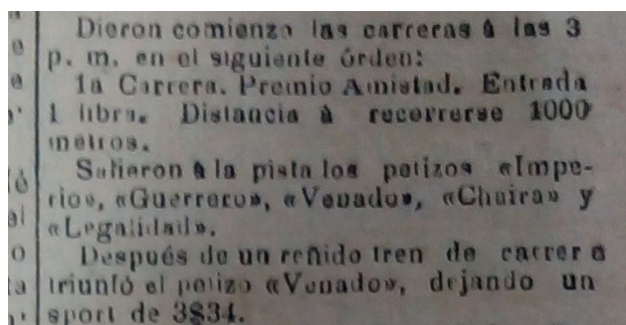 Dieron comienzo las carreras á las 3
p. m. en el siguiente órden:
1a Carrera. Premio Amistad. Entrada
1 libra. Distancia á recorrerse 1000
metros.
Salieron á la pista los petizos «Impe-
rio», «Guerrero», «Venado», «Chaira» y
«Legalidad».
Después de un reñido tren de carrera
triunfó el petizo «Venado», dejando un
sport de 3$34.